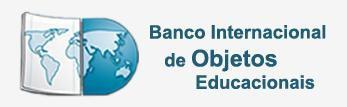 Banco Internacional
de Objetos
Educacionais